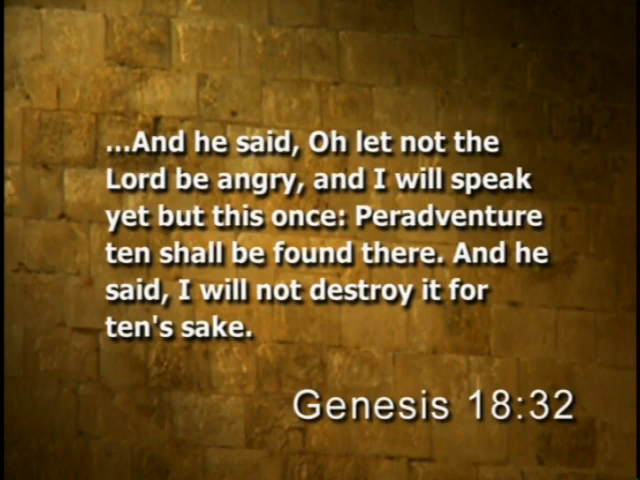 ...And he said, Oh let not the
Lord be angry, and I will speak
yet but this once: Peradventure
ten shall be found there. And he
said, I will not destroy it for
ten's sake.
Genesis 18:32